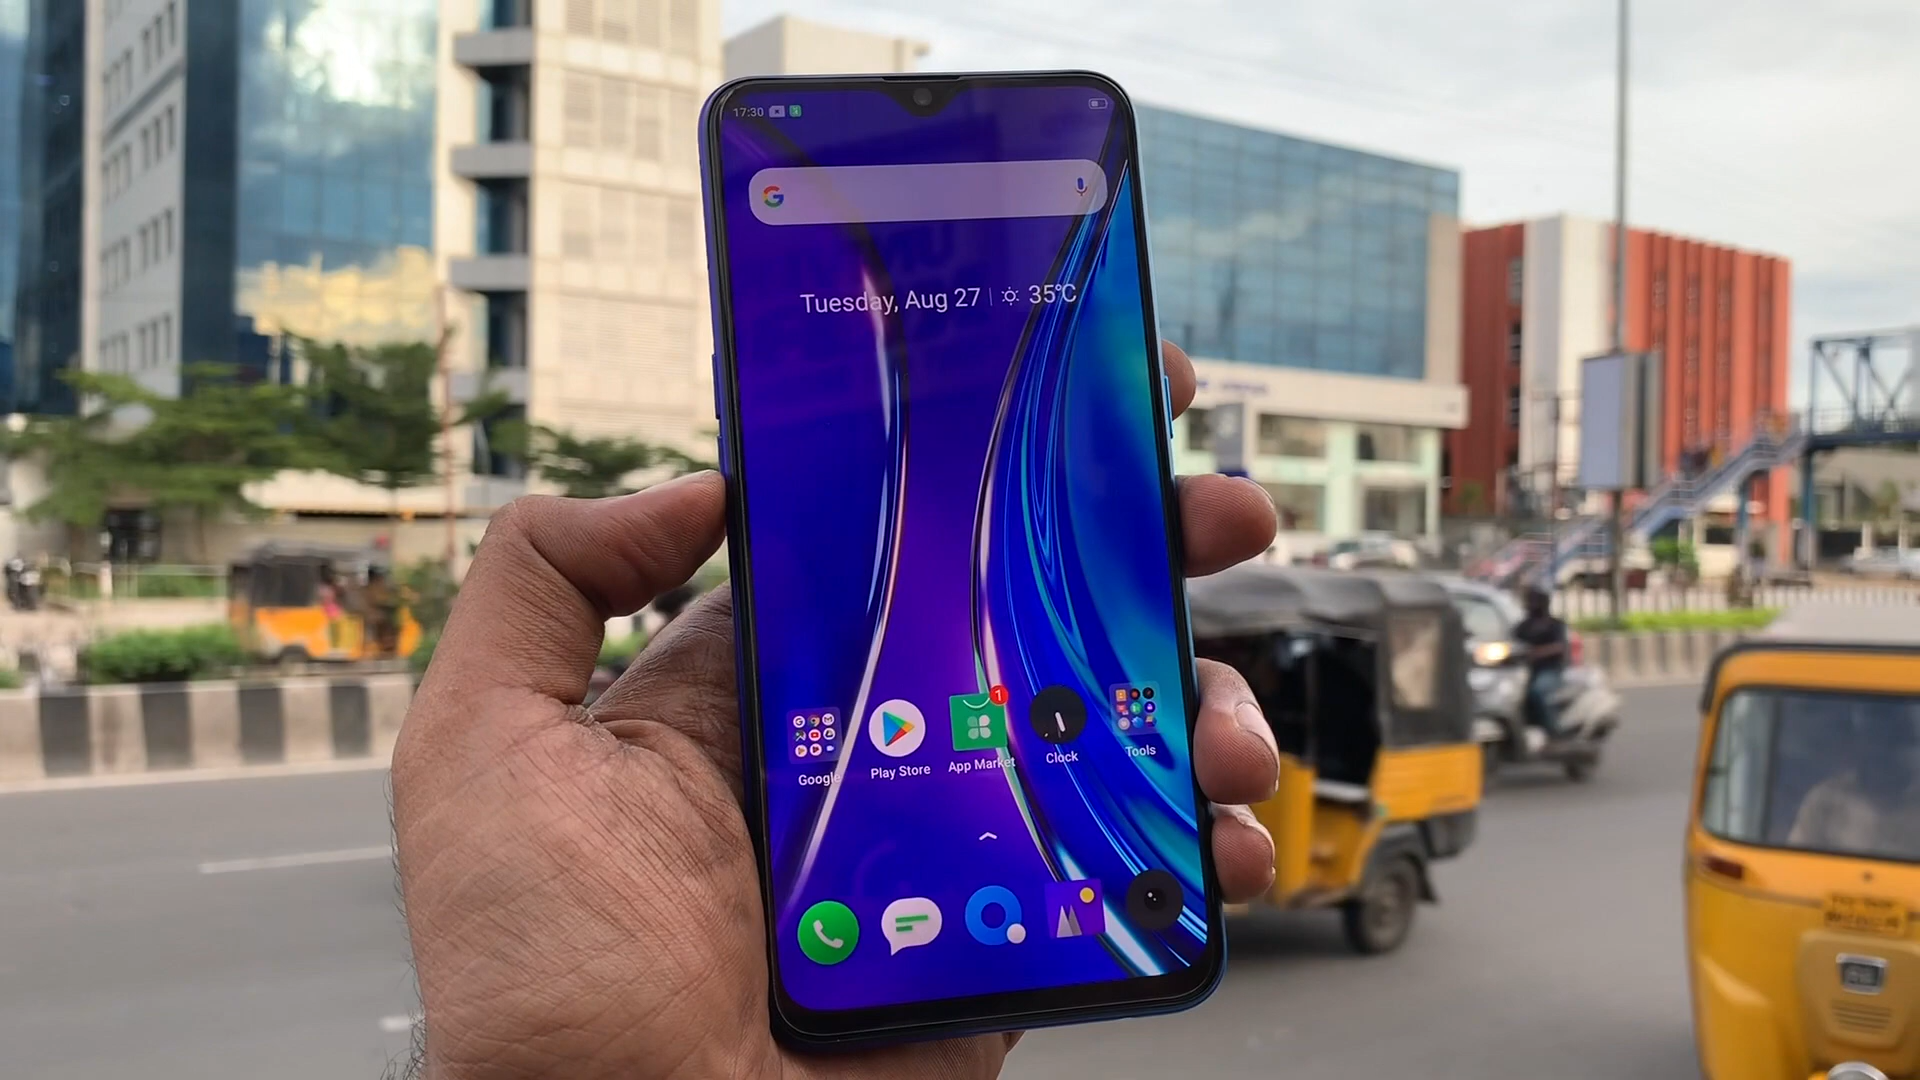 17:30
Tuesday, Aug 27 | 35°C
1
Google
Play Store
App Market
Clock
Tools